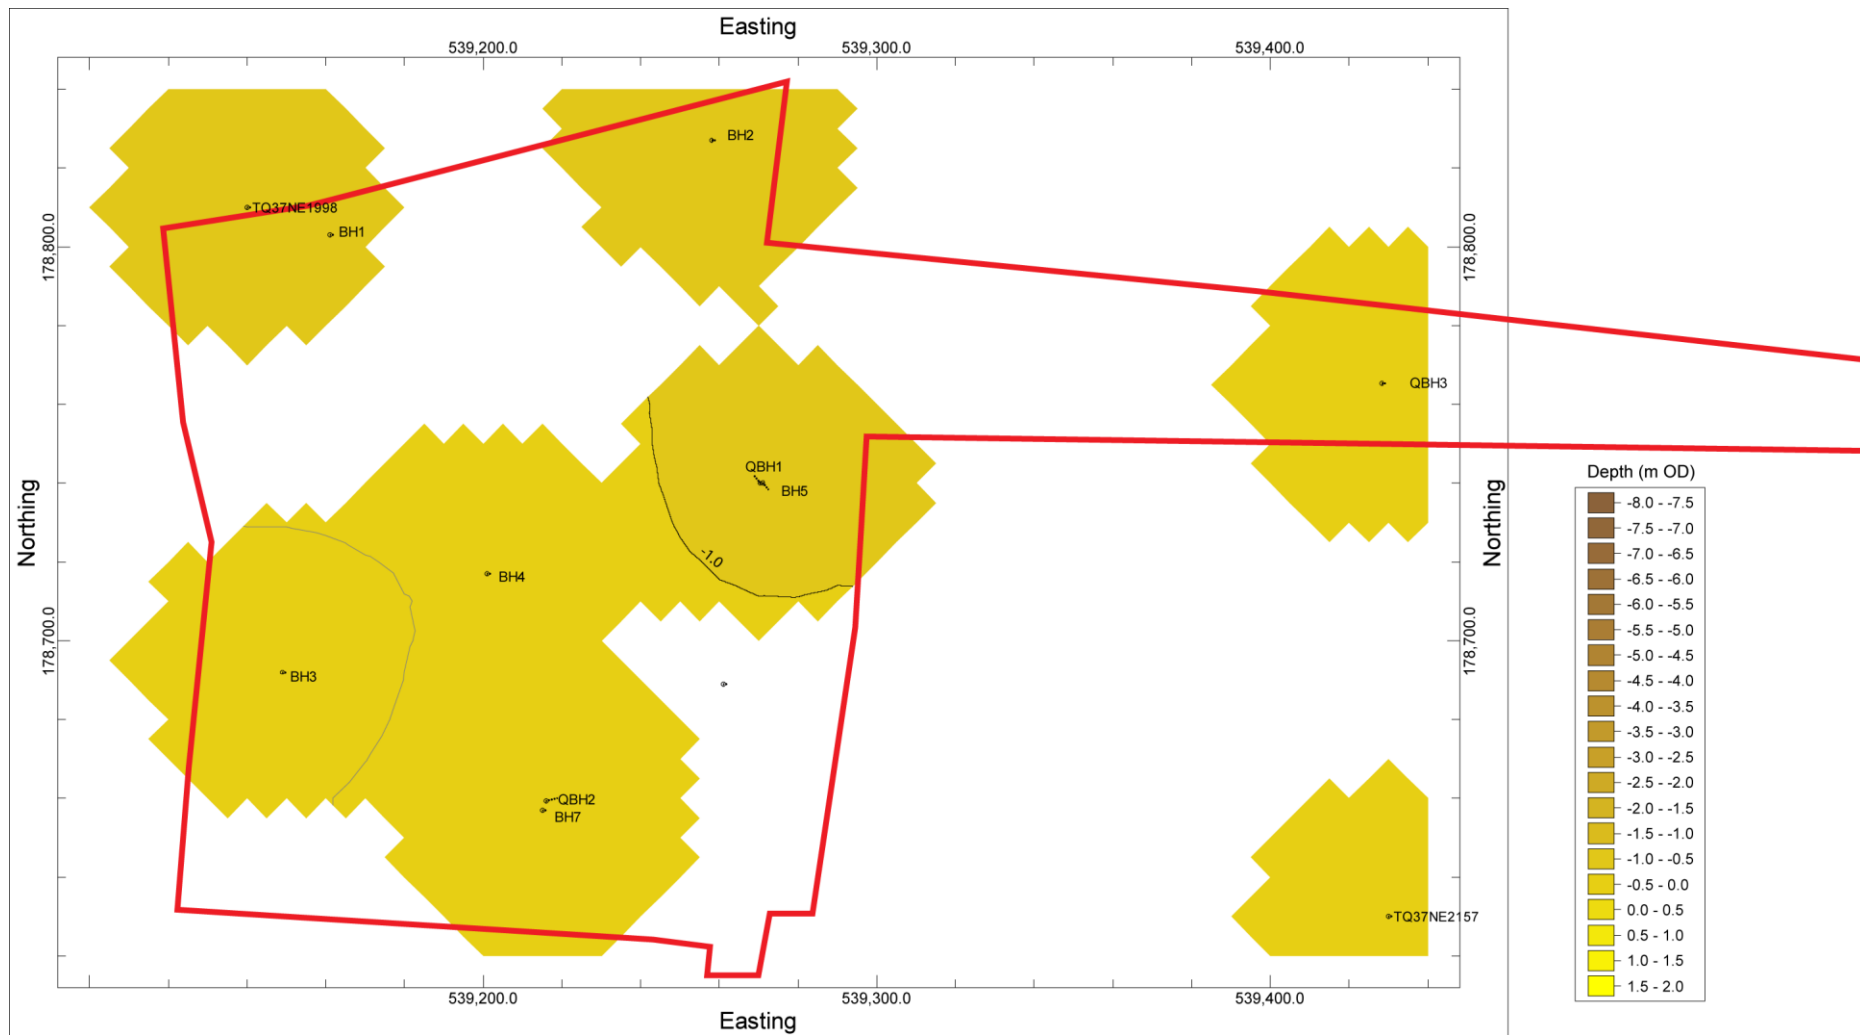 Easting
539,200.0
539,300.0
539,400.0
BH2
TQ37NE1998
BH1
178,800.0
178,800.0
QBH3
QBH1
BH5
Depth (m OD)
Northing
Northing
-8.0 - -7.5
-7.5 - -7.0
-7.0 - -6.5
-6.5 - -6.0
-6.0 - -5.5
-5.5 - -5.0
-5.0 - -4.5
-4.5 - -4.0
-4.0 - -3.5
-3.5 - -3.0
-3.0 - -2.5
-2.5 - -2.0
-2.0 - -1.5
-1.5 - -1.0
-1.0 - -0.5
-0.5 - 0.0
0.0 - 0.5
0.5 - 1.0
1.0 - 1.5
1.5 - 2.0
-1.0
BH4
178,700.0
178,700.0
BH3
QBH2
BH7
TQ37NE2157
539,200.0
539,300.0
539,400.0
Easting